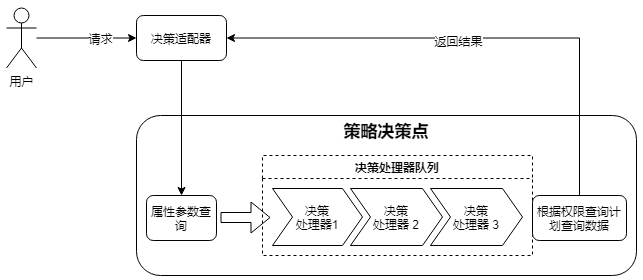 用户
请求
决策适配器
返回结果
策略决策点
决策处理器队列
属性参数查
询
决策
处理器1
决策
处理器 2
决策
处理器 3
根据权限查询计
划查询数据